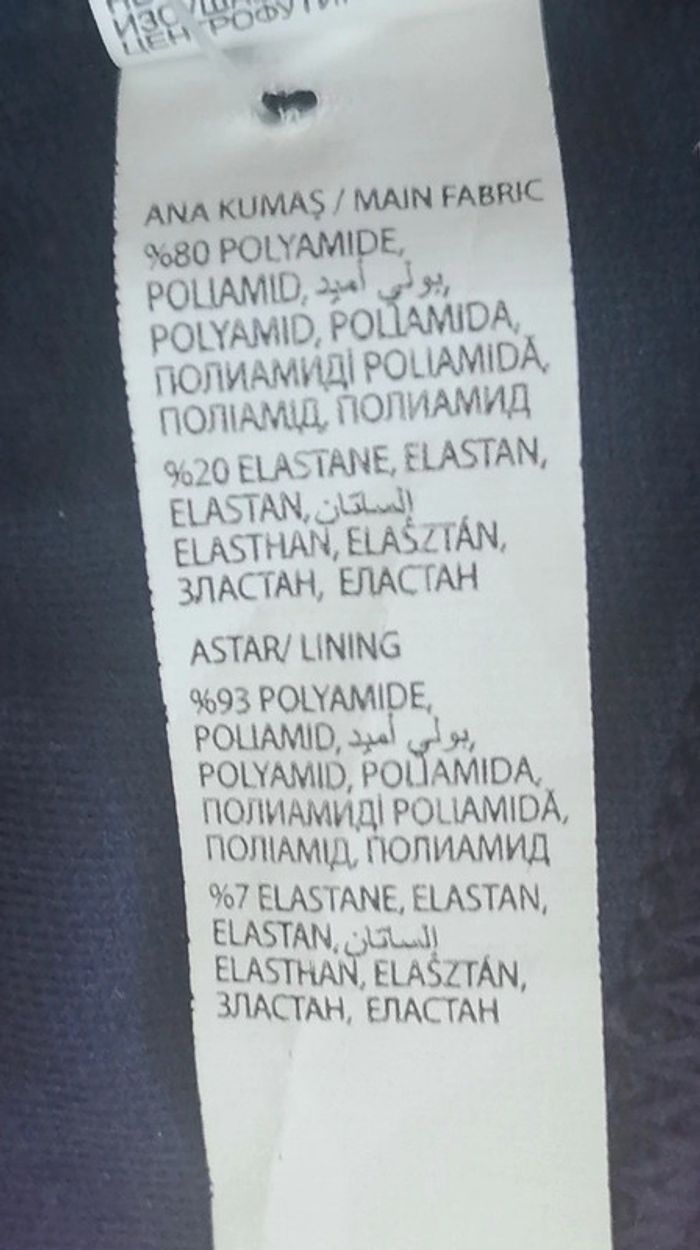 ANA KUMAŞ / MAIN FABRIC
%80 POLYAMIDE,
POLIAMID, بولي أميد,
POLYAMID, POLIAMIDA,
ПОЛИАМИДІ POLIAMIDĂ,
ПОЛІАМІД, ПОЛИАМИД
%20 ELASTANE, ELASTAN,
ELASTAN, الساتان
ELASTHAN, ELASZTÁN,
ЗЛАСТАН, ЕЛАСТАН
ASTAR/ LINING
%93 POLYAMIDE,
POLIAMID, بولي أميد,
POLYAMID, POLIAMIDA,
ПОЛИАМИДІ POLIAMIDĂ,
ПОЛІАМІД, ПОЛИАМИД
%7 ELASTANE, ELASTAN,
ELASTAN, الساتان
ELASTHAN, ELASZTÁN,
ЗЛАСТАН, ЕЛАСТАН